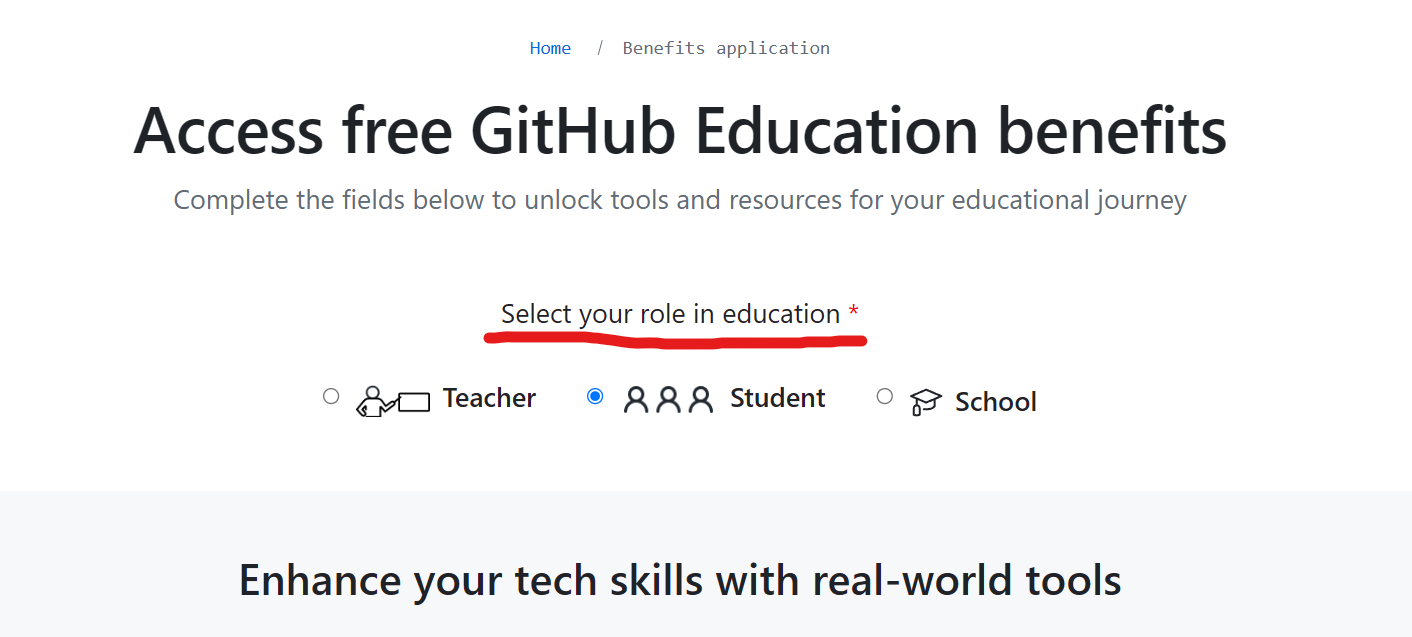 Home / Benefits application
Access free GitHub Education benefits
Complete the fields below to unlock tools and resources for your educational journey
Select your role in education *
Teacher Student School
Enhance your tech skills with real-world tools